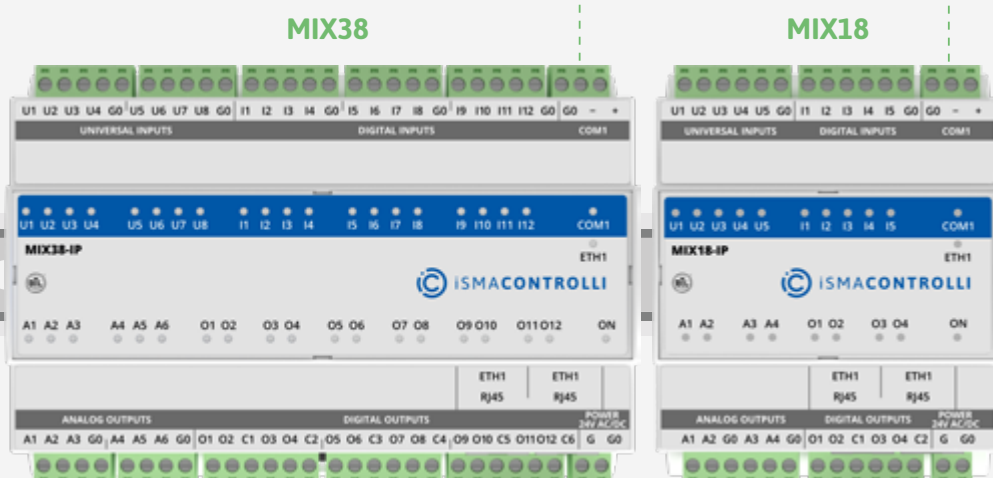 MIX38
MIX18
U1 U2 U3 U4 G0 U5 U6 U7 U8 G0 I1 I2 I3 I4 G0 I5 I6 I7 I8 G0 I9 I10 I11 I12 G0 G0 – +
UNIVERSAL INPUTS DIGITAL INPUTS COM1
U1 U2 U3 U4 U5 G0 I1 I2 I3 I4 I5 G0 G0 – +
UNIVERSAL INPUTS DIGITAL INPUTS COM1
U1 U2 U3 U4 U5 U6 U7 U8 I1 I2 I3 I4 I5 I6 I7 I8 I9 I10 I11 I12 COM1
MIX38-IP
ETH1
iSMACONTROLLI
A1 A2 A3 A4 A5 A6 O1 O2 O3 O4 O5 O6 O7 O8 O9 O10 O11 O12 ON
U1 U2 U3 U4 U5 I1 I2 I3 I4 I5 COM1
MIX18-IP
ETH1
iSMACONTROLLI
A1 A2 A3 A4 O1 O2 O3 O4 ON
ETH1 ETH1
RJ45 RJ45
ANALOG OUTPUTS DIGITAL OUTPUTS POWER
24V AC/DC
A1 A2 A3 G0 A4 A5 A6 G0 O1 O2 C1 O3 O4 C2 O5 O6 C3 O7 O8 C4 O9 O10 C5 O11 O12 C6 G G0
ETH1 ETH1
RJ45 RJ45
ANALOG OUTPUTS DIGITAL OUTPUTS POWER
24V AC/DC
A1 A2 G0 A3 A4 G0 O1 O2 C1 O3 O4 C2 G G0